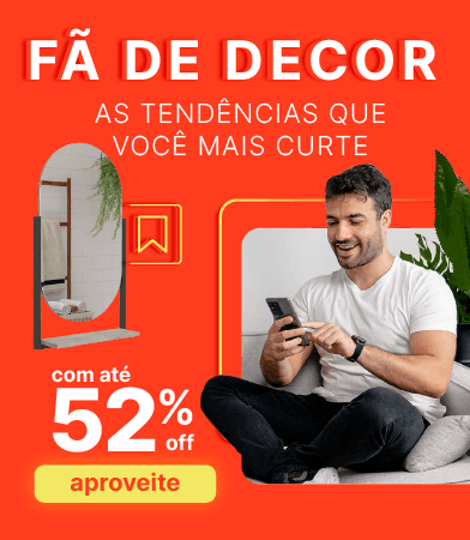 FÃ DE DECOR
AS TENDÊNCIAS QUE
VOCÊ MAIS CURTE
com até
52%
off
aproveite